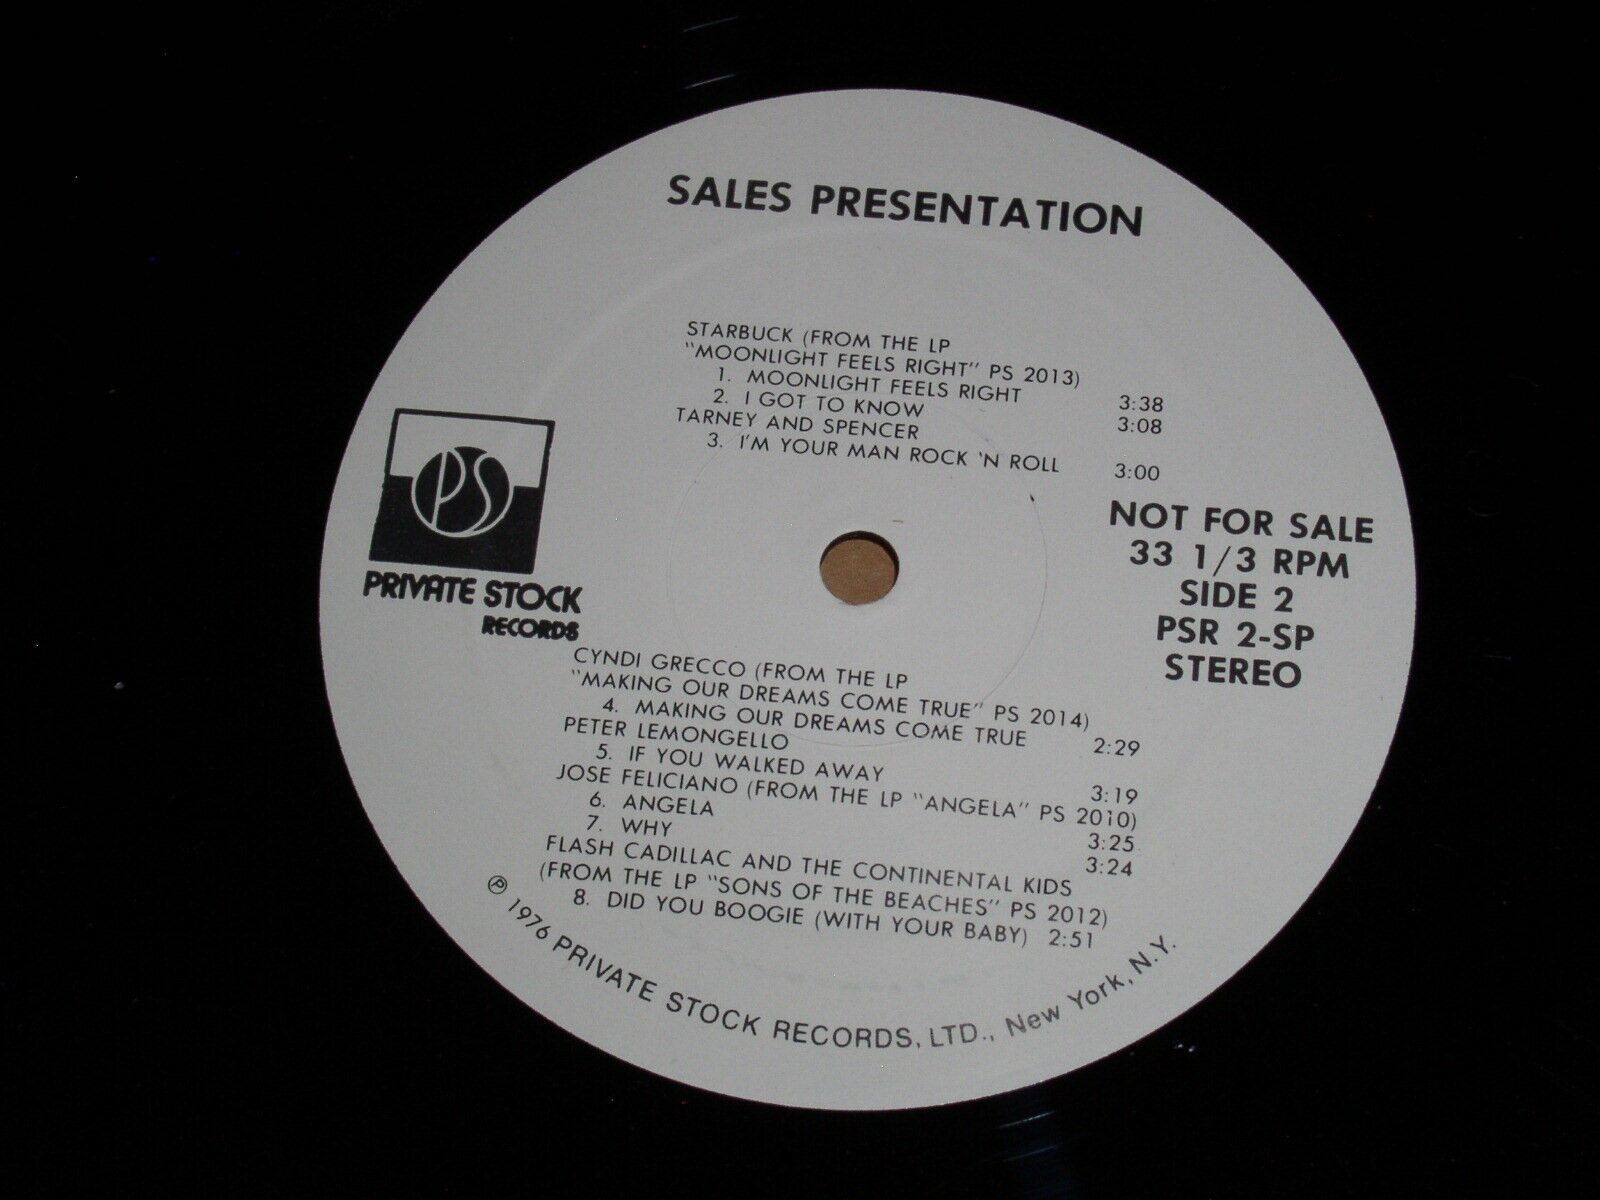 SALES PRESENTATION
STARBUCK (FROM THE LP
"MOONLIGHT FEELS RIGHT" PS 2013)
1. MOONLIGHT FEELS RIGHT 3:38
2. I GOT TO KNOW 3:08
TARNEY AND SPENCER
3. I'M YOUR MAN ROCK 'N ROLL 3:00
PS
PRIVATE STOCK
RECORDS
NOT FOR SALE
33 1/3 RPM
SIDE 2
PSR 2-SP
STEREO
CYNDI GRECCO (FROM THE LP
"MAKING OUR DREAMS COME TRUE" PS 2014)
4. MAKING OUR DREAMS COME TRUE 2:29
PETER LEMONGELLO
5. IF YOU WALKED AWAY 3:19
JOSE FELICIANO (FROM THE LP "ANGELA" PS 2010)
6. ANGELA 3:25
7. WHY 3:24
FLASH CADILLAC AND THE CONTINENTAL KIDS
(FROM THE LP "SONS OF THE BEACHES" PS 2012)
8. DID YOU BOOGIE (WITH YOUR BABY) 2:51
℗ 1976 PRIVATE STOCK RECORDS, LTD., New York, N.Y.